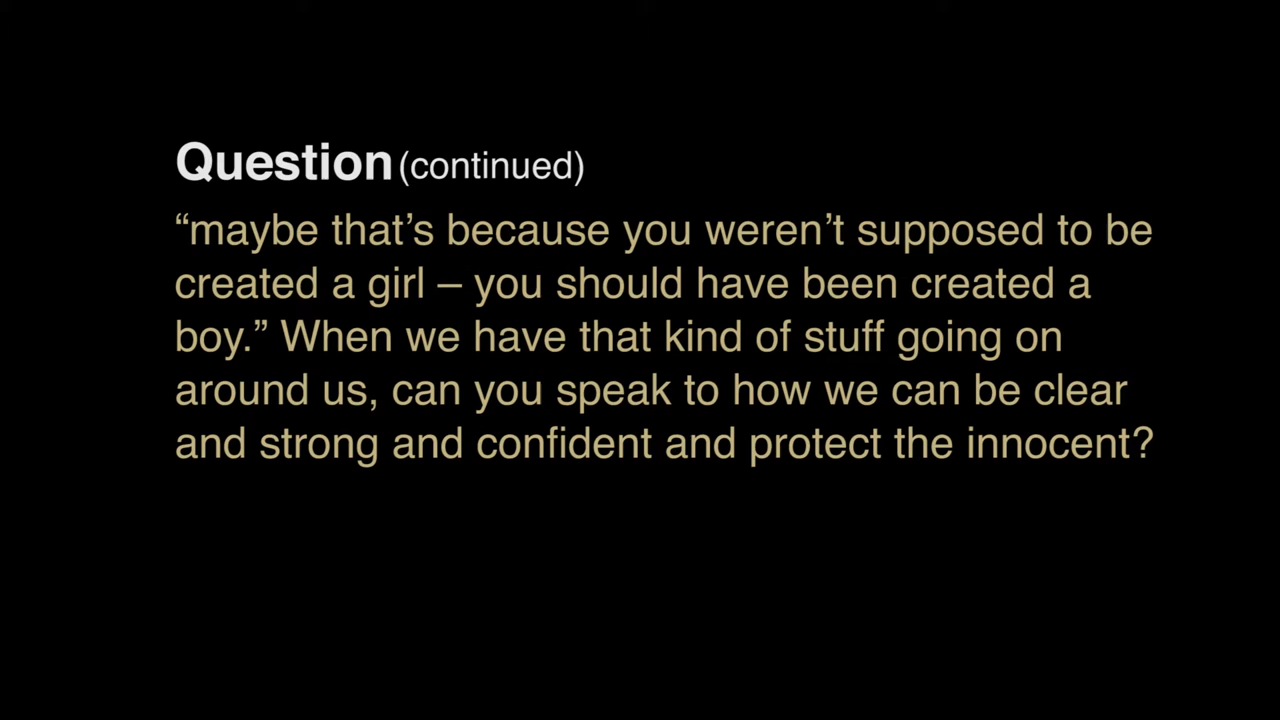 Question (continued)
“maybe that’s because you weren’t supposed to be
created a girl – you should have been created a
boy.” When we have that kind of stuff going on
around us, can you speak to how we can be clear
and strong and confident and protect the innocent?